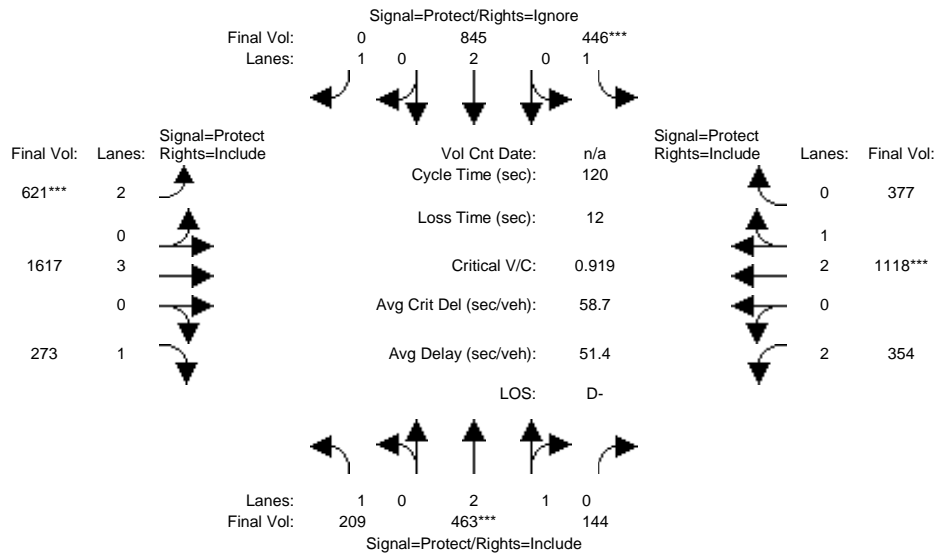 Signal=Protect/Rights=Ignore
Final Vol: 0 845 446***
Lanes: 1 0 2 0 1
Signal=Protect
Final Vol: Lanes: Rights=Include
Vol Cnt Date: n/a
Signal=Protect
Rights=Include Lanes: Final Vol:
Cycle Time (sec): 120
621*** 2
0 377
Loss Time (sec): 12
0
1
1617 3
Critical V/C: 0.919
2 1118***
0
Avg Crit Del (sec/veh): 58.7
0
273 1
Avg Delay (sec/veh): 51.4
2 354
LOS: D-
Lanes: 1 0 2 1 0
Final Vol: 209 463*** 144
Signal=Protect/Rights=Include